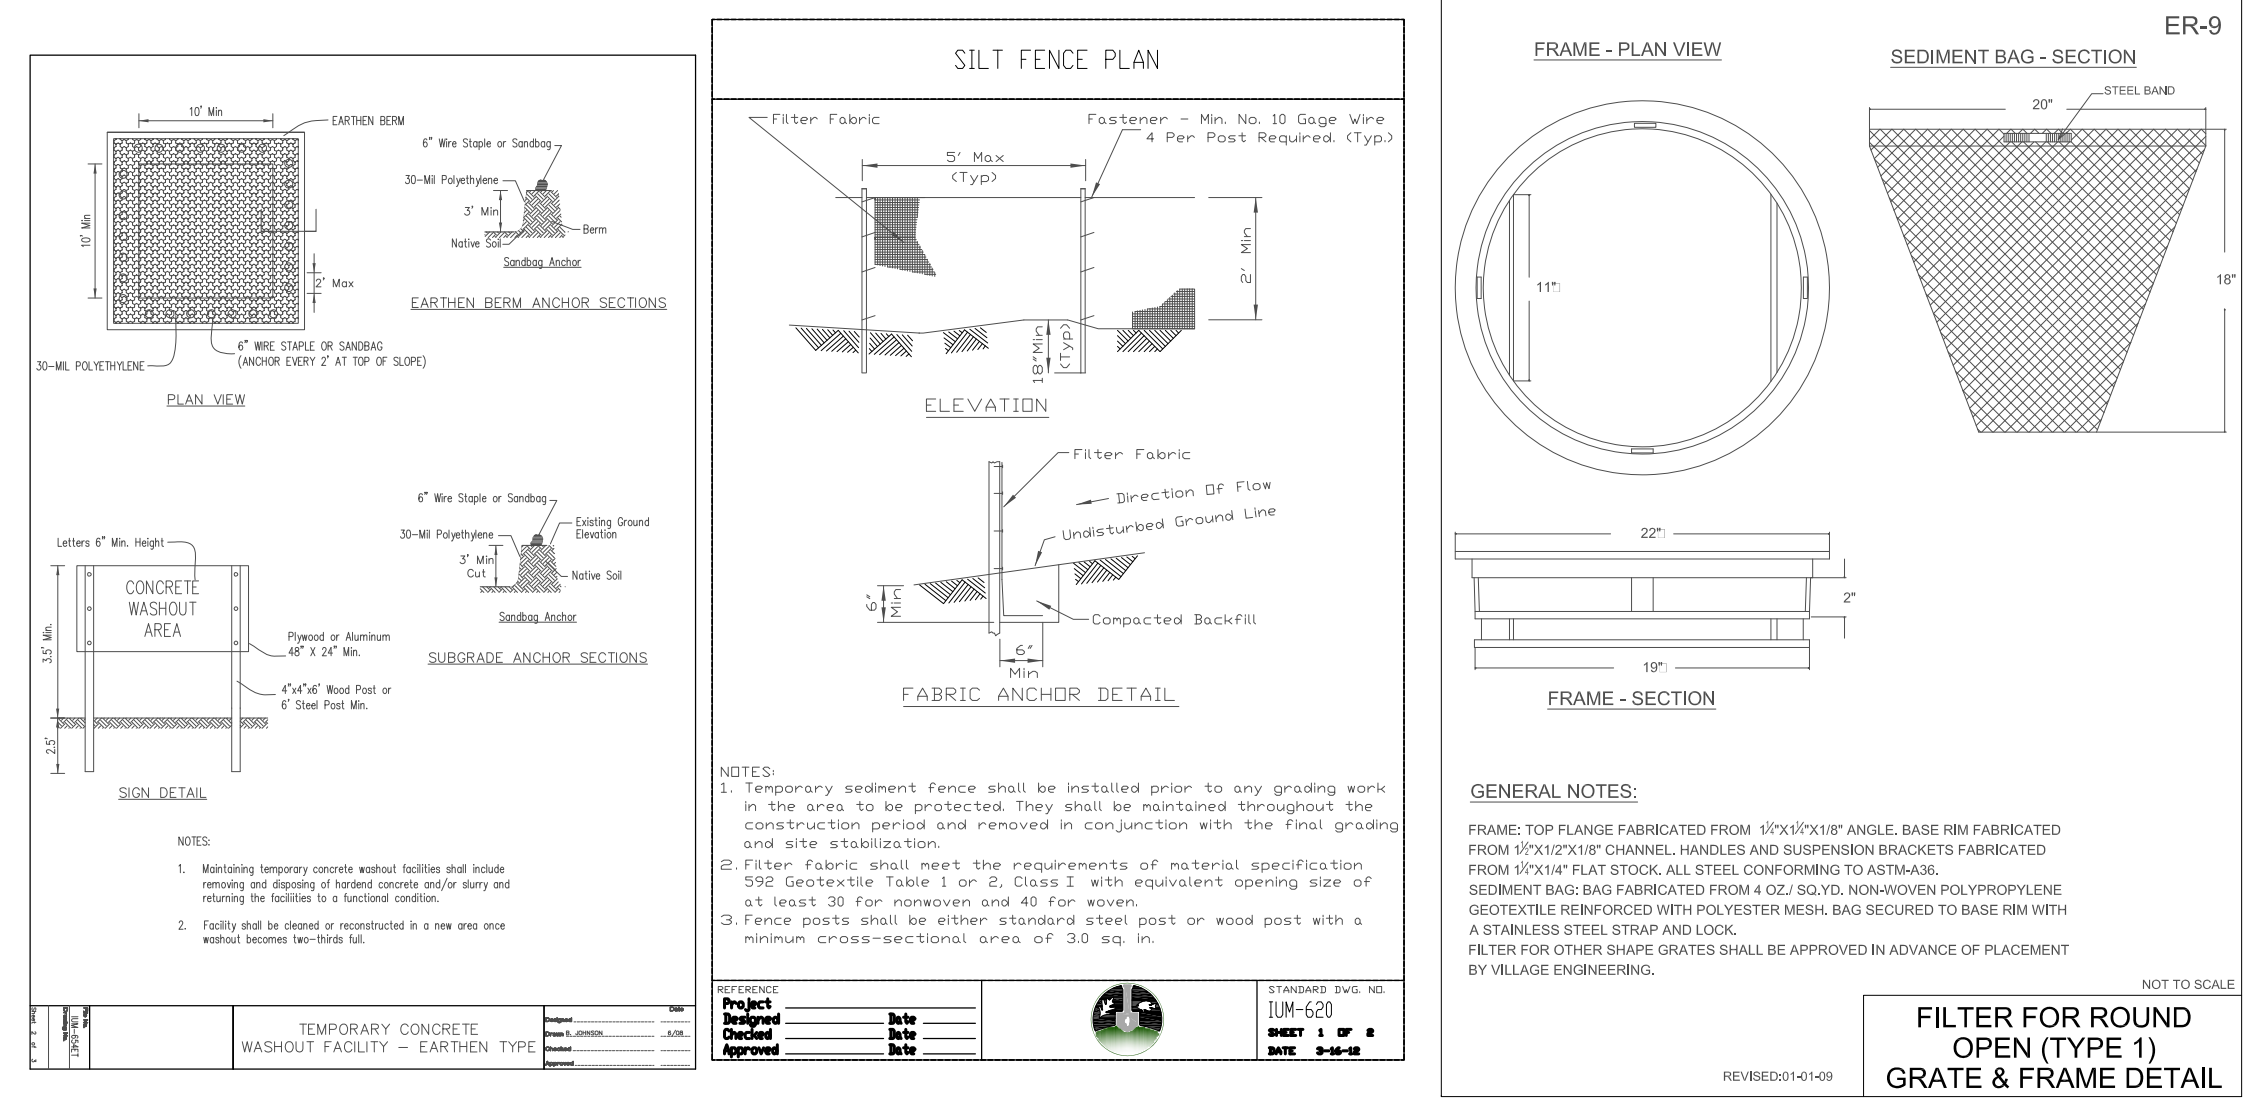 10' Min
EARTHEN BERM
10' Min
2' Max
6" WIRE STAPLE OR SANDBAG
(ANCHOR EVERY 2' AT TOP OF SLOPE)
30-MIL POLYETHYLENE
PLAN VIEW
6" Wire Staple or Sandbag
30-Mil Polyethylene
3' Min
Native Soil
Berm
Sandbag Anchor
EARTHEN BERM ANCHOR SECTIONS
Letters 6" Min. Height
CONCRETE
WASHOUT
AREA
3.5' Min.
2.5'
Plywood or Aluminum
48" X 24" Min.
4"x4"x6' Wood Post or
6' Steel Post Min.
SIGN DETAIL
6" Wire Staple or Sandbag
Existing Ground
Elevation
30-Mil Polyethylene
3' Min
Cut
Native Soil
Sandbag Anchor
SUBGRADE ANCHOR SECTIONS
NOTES:
1. Maintaining temporary concrete washout facilities shall include
removing and disposing of hardend concrete and/or slurry and
returning the faciliities to a functional condition.
2. Facility shall be cleaned or reconstructed in a new area once
washout becomes two-thirds full.
File No.
IUM-654ET
Drawing No.
Sheet 2 of 3
TEMPORARY CONCRETE
WASHOUT FACILITY - EARTHEN TYPE
Date
Designed
Drawn B. JOHNSON 6/08
Checked
Approved
SILT FENCE PLAN
Filter Fabric
Fastener - Min. No. 10 Gage Wire
4 Per Post Required. (Typ.)
5' Max
(Typ)
2' Min
18"Min
(Typ)
ELEVATION
Filter Fabric
Direction Of Flow
Undisturbed Ground Line
6"
Min
Compacted Backfill
6"
Min
FABRIC ANCHOR DETAIL
NOTES:
1. Temporary sediment fence shall be installed prior to any grading work
in the area to be protected. They shall be maintained throughout the
construction period and removed in conjunction with the final grading
and site stabilization.
2. Filter fabric shall meet the requirements of material specification
592 Geotextile Table 1 or 2, Class I with equivalent opening size of
at least 30 for nonwoven and 40 for woven.
3. Fence posts shall be either standard steel post or wood post with a
minimum cross-sectional area of 3.0 sq. in.
REFERENCE
Project
Designed Date
Checked Date
Approved Date
STANDARD DWG. NO.
IUM-620
SHEET 1 OF 2
DATE 3-16-12
ER-9
FRAME - PLAN VIEW
SEDIMENT BAG - SECTION
STEEL BAND
20"
11"
18"
22"
2"
19"
FRAME - SECTION
GENERAL NOTES:
FRAME: TOP FLANGE FABRICATED FROM 1¼"X1¼"X1/8" ANGLE. BASE RIM FABRICATED
FROM 1½"X1/2"X1/8" CHANNEL. HANDLES AND SUSPENSION BRACKETS FABRICATED
FROM 1¼"X1/4" FLAT STOCK. ALL STEEL CONFORMING TO ASTM-A36.
SEDIMENT BAG: BAG FABRICATED FROM 4 OZ./ SQ.YD. NON-WOVEN POLYPROPYLENE
GEOTEXTILE REINFORCED WITH POLYESTER MESH. BAG SECURED TO BASE RIM WITH
A STAINLESS STEEL STRAP AND LOCK.
FILTER FOR OTHER SHAPE GRATES SHALL BE APPROVED IN ADVANCE OF PLACEMENT
BY VILLAGE ENGINEERING.
NOT TO SCALE
REVISED:01-01-09
FILTER FOR ROUND
OPEN (TYPE 1)
GRATE & FRAME DETAIL